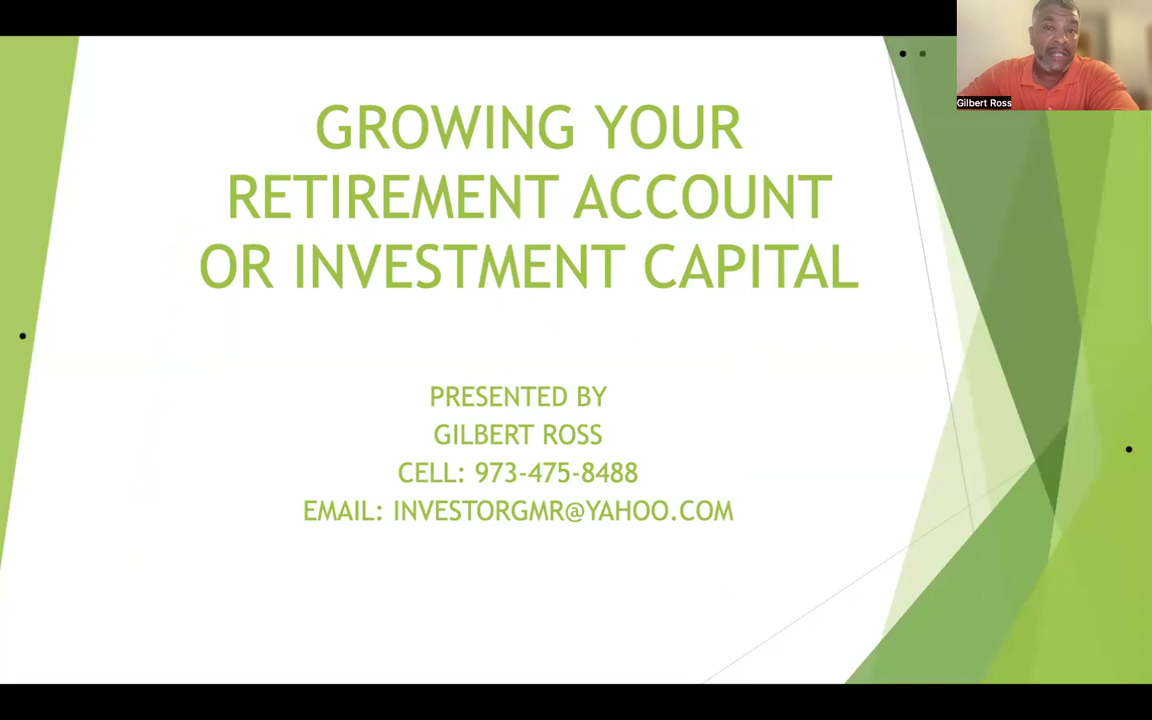 Gilbert Ross
GROWING YOUR
RETIREMENT ACCOUNT
OR INVESTMENT CAPITAL
PRESENTED BY
GILBERT ROSS
CELL: 973-475-8488
EMAIL: INVESTORGMR@YAHOO.COM